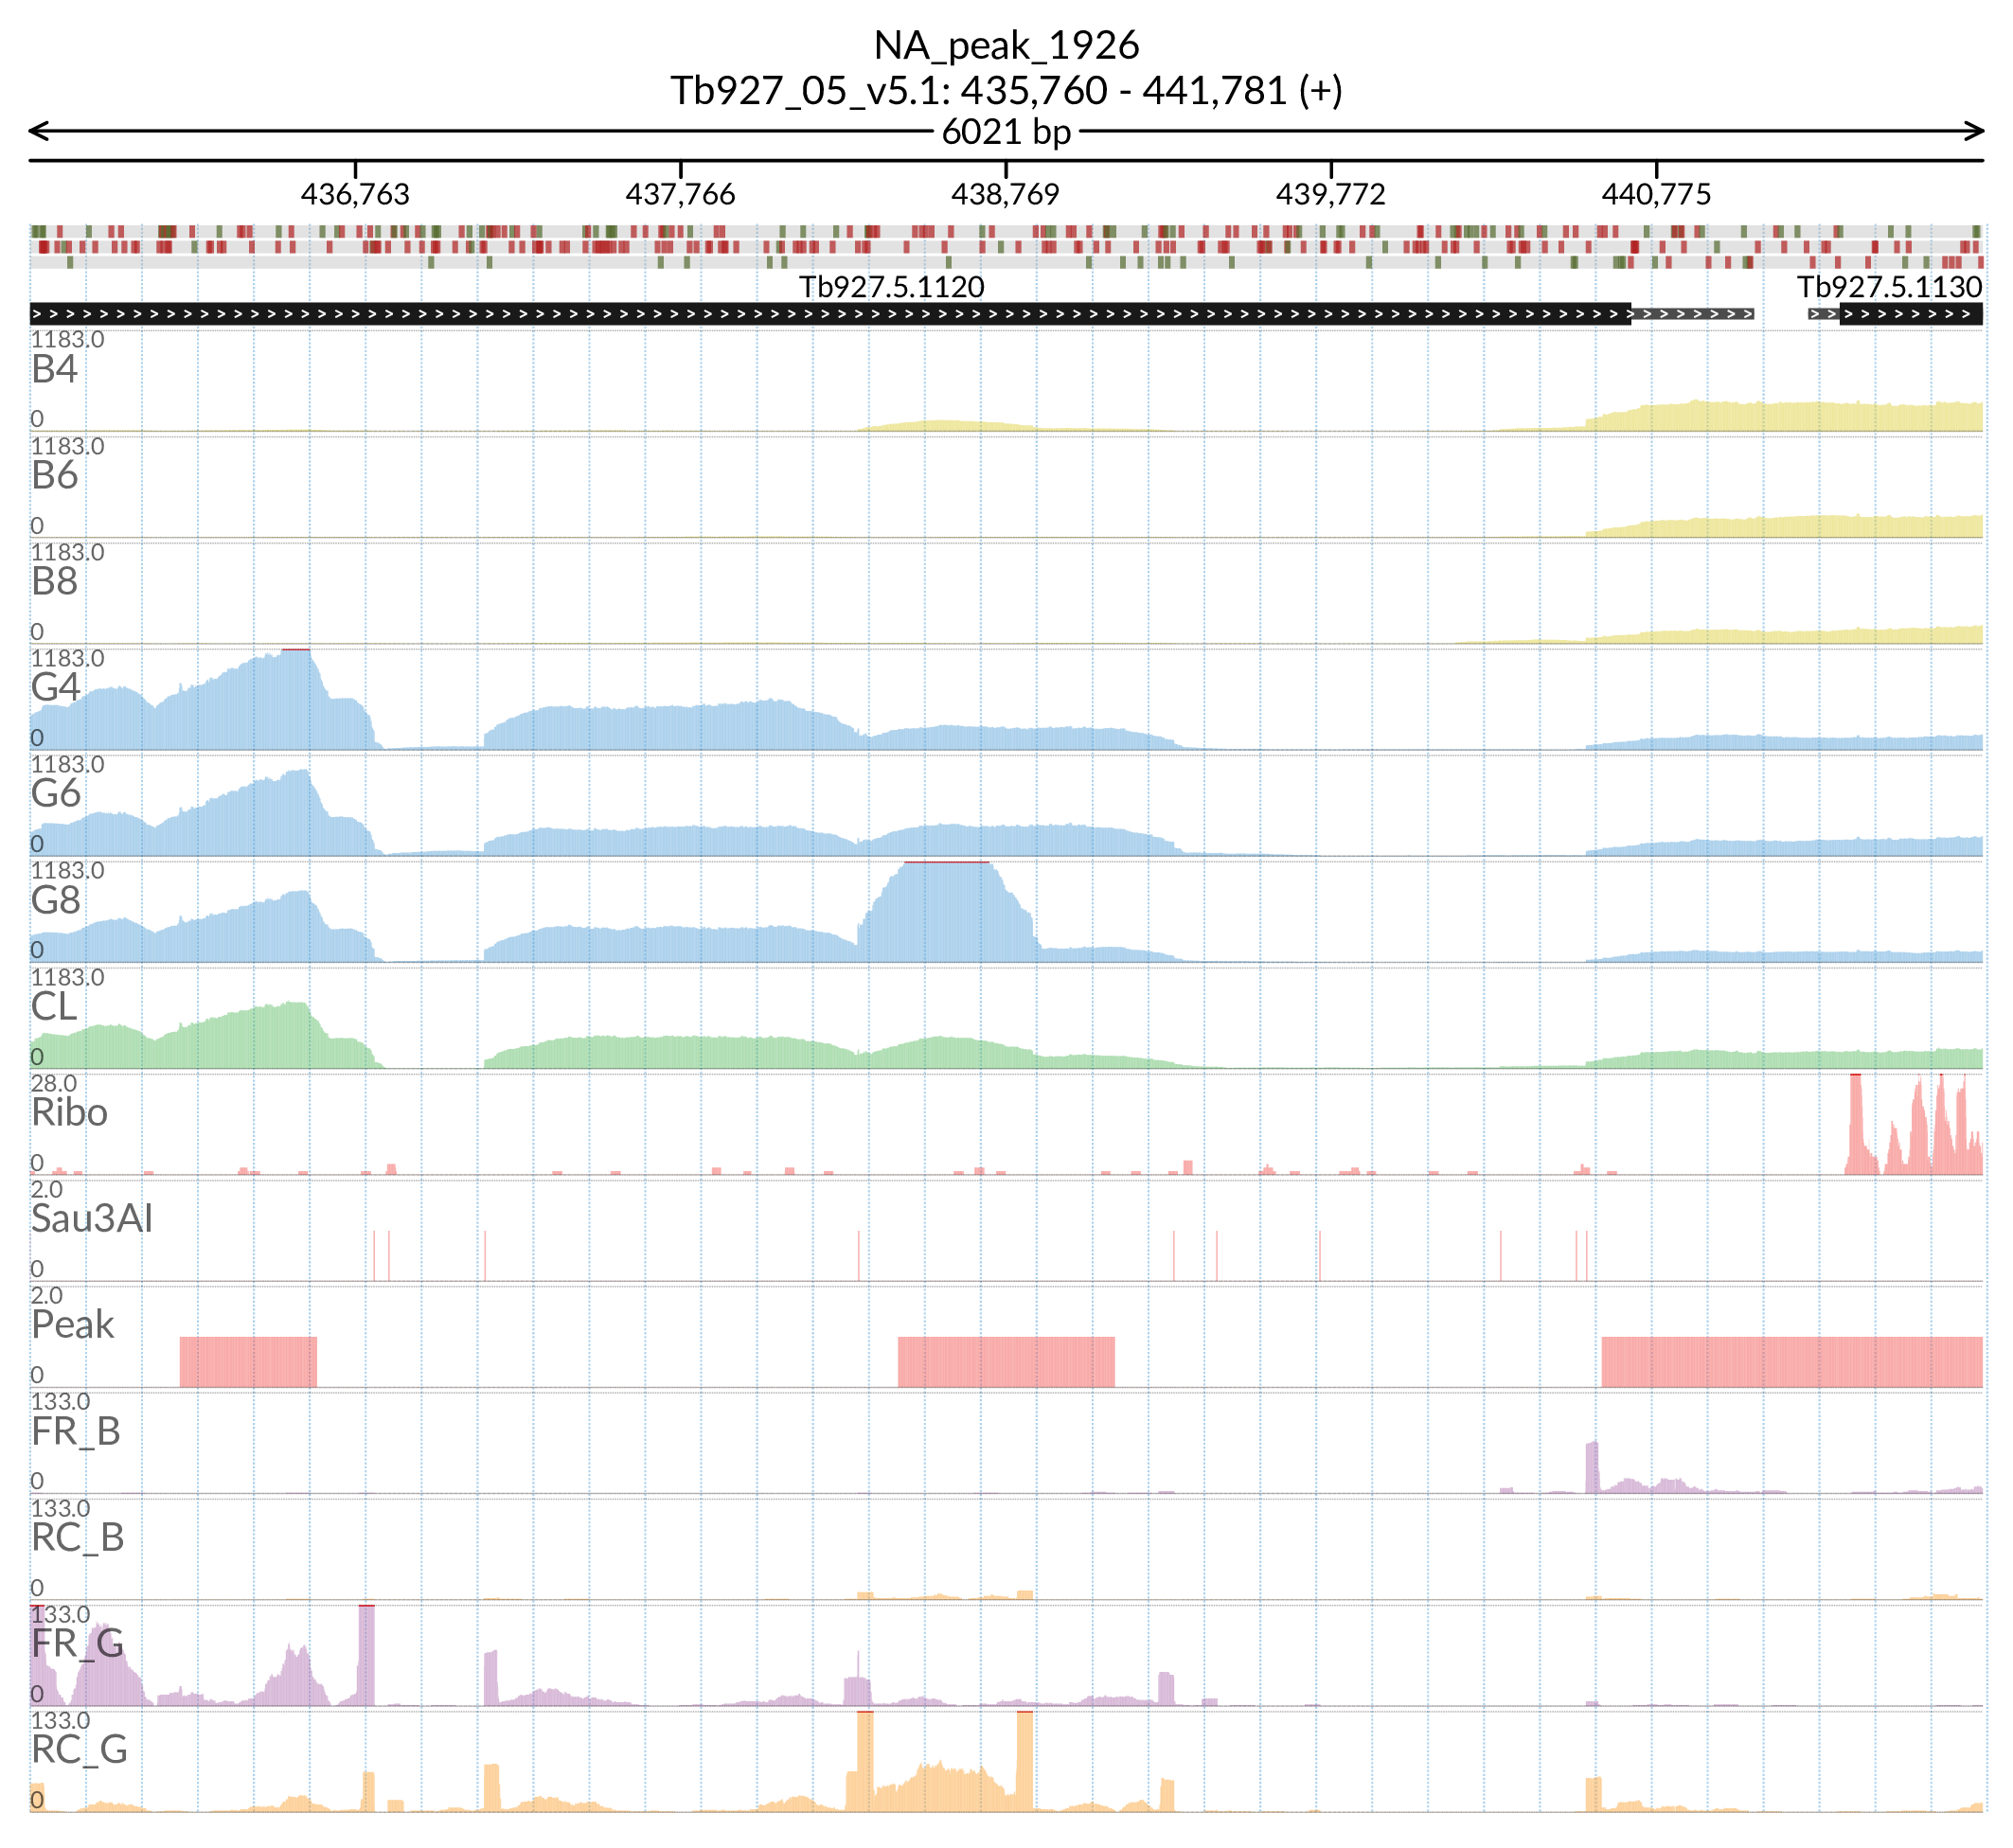 NA_peak_1926
Tb927_05_v5.1: 435,760 - 441,781 (+)
6021 bp
436,763 437,766 438,769 439,772 440,775
Tb927.5.1120 Tb927.5.1130
1183.0
B4
0
1183.0
B6
0
1183.0
B8
0
1183.0
G4
0
1183.0
G6
0
1183.0
G8
0
1183.0
CL
0
28.0
Ribo
0
2.0
Sau3AI
0
2.0
Peak
0
133.0
FR_B
0
133.0
RC_B
0
133.0
FR_G
0
133.0
RC_G
0